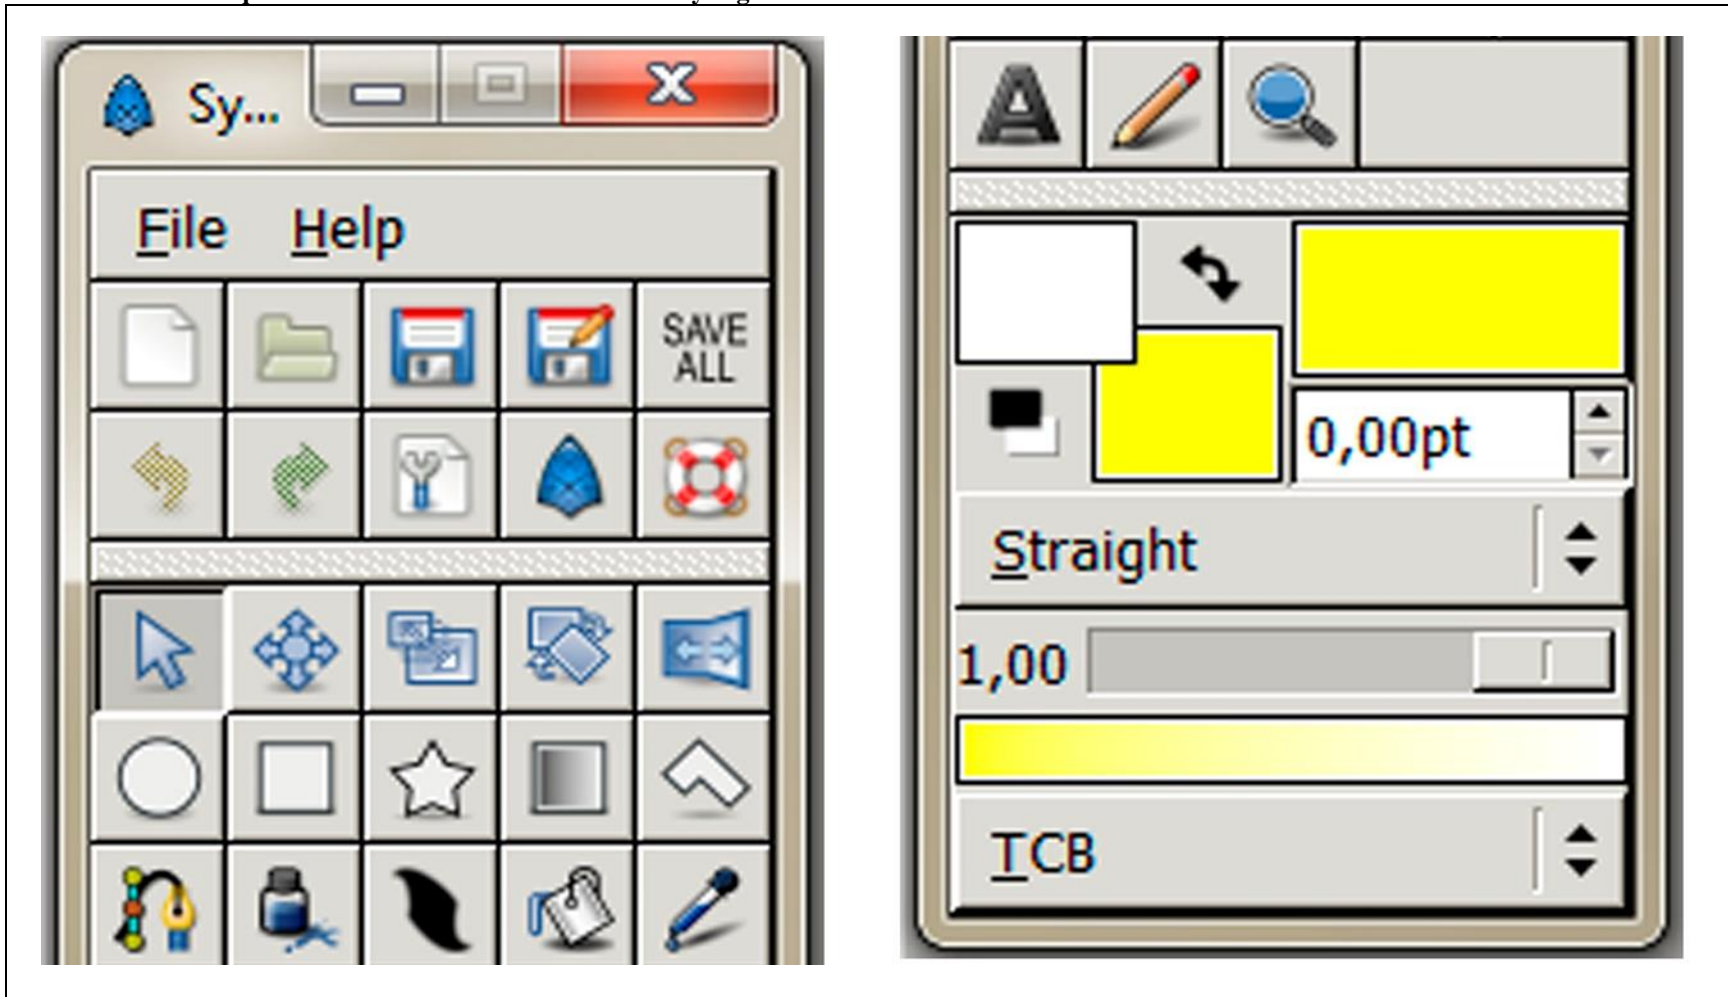 Sy...
File Help
SAVE
ALL
0,00pt
Straight
1,00
TCB